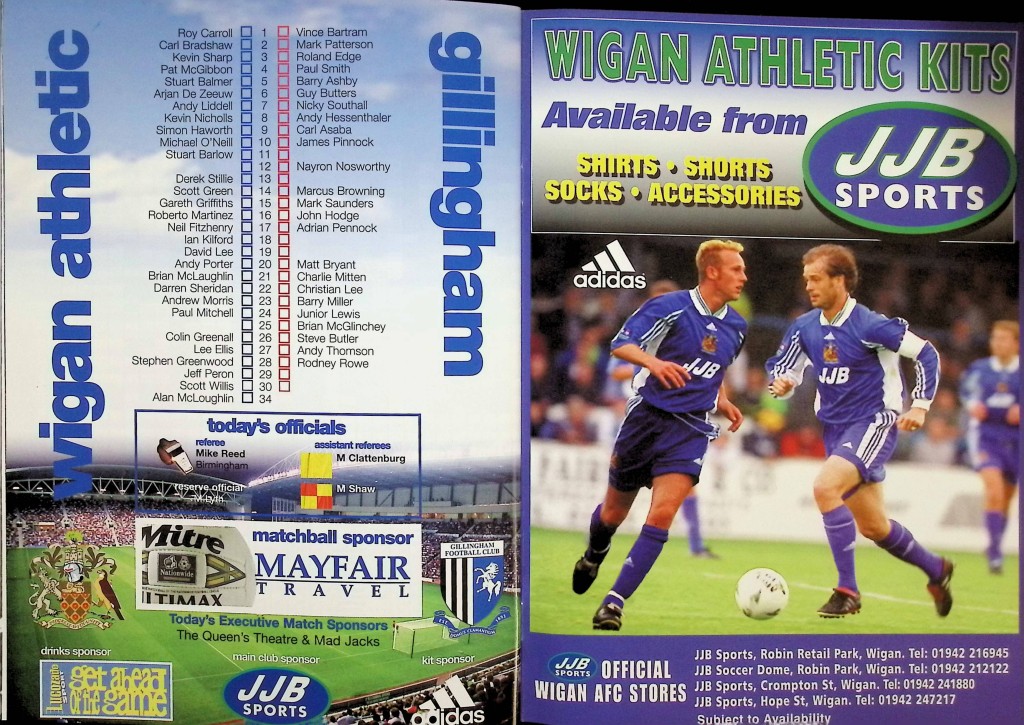 wigan athletic
gillingham
Roy Carroll 1 Vince Bartram
Carl Bradshaw 2 Mark Patterson
Kevin Sharp 3 Roland Edge
Pat McGibbon 4 Paul Smith
Stuart Balmer 5 Barry Ashby
Arjan De Zeeuw 6 Guy Butters
Andy Liddell 7 Nicky Southall
Kevin Nicholls 8 Andy Hessenthaler
Simon Haworth 9 Carl Asaba
Michael O'Neill 10 James Pinnock
Stuart Barlow 11
12 Nayron Nosworthy
Derek Stillie 13
Scott Green 14 Marcus Browning
Gareth Griffiths 15 Mark Saunders
Roberto Martinez 16 John Hodge
Neil Fitzhenry 17 Adrian Pennock
Ian Kilford 18
David Lee 19
Andy Porter 20 Matt Bryant
Brian McLaughlin 21 Charlie Mitten
Darren Sheridan 22 Christian Lee
Andrew Morris 23 Barry Miller
Paul Mitchell 24 Junior Lewis
25 Brian McGlinchey
Colin Greenall 26 Steve Butler
Lee Ellis 27 Andy Thomson
Stephen Greenwood 28 Rodney Rowe
Jeff Peron 29
Scott Willis 30
Alan McLoughlin 34
today's officials
referee
Mike Reed
Birmingham
assistant referees
M Clattenburg
reserve official
M Lyth
M Shaw
Mitre
Nationwide
ULTIMAX
matchball sponsor
MAYFAIR
TRAVEL
GILLINGHAM
FOOTBALL CLUB
Today's Executive Match Sponsors
The Queen's Theatre & Mad Jacks
drinks sponsor
Lucozade
SPORT
get ahead
of the game
main club sponsor
JJB
SPORTS
kit sponsor
adidas
WIGAN ATHLETIC KITS
Available from
JJB
SPORTS
SHIRTS • SHORTS
SOCKS • ACCESSORIES
adidas
JJB
JJB
JJB
SPORTS
OFFICIAL
WIGAN AFC STORES
JJB Sports, Robin Retail Park, Wigan. Tel: 01942 216945
JJB Soccer Dome, Robin Park, Wigan. Tel: 01942 212122
JJB Sports, Crompton St, Wigan. Tel: 01942 241880
JJB Sports, Hope St, Wigan. Tel: 01942 247217
Subject to Availability